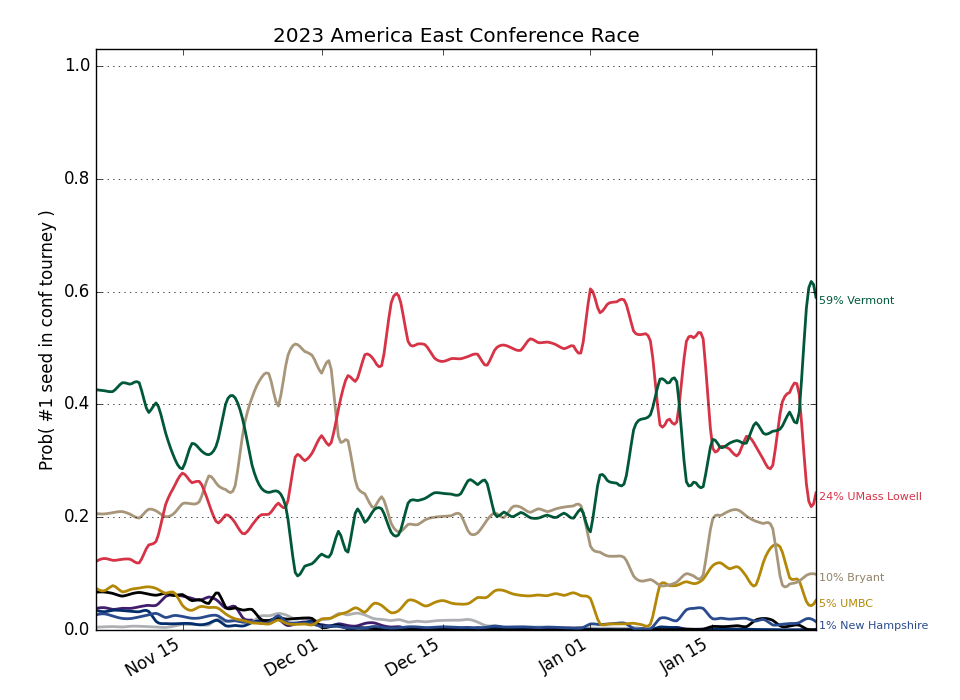 2023 America East Conference Race
Prob( #1 seed in conf tourney )
1.0
0.8
0.6
0.4
0.2
0.0
59% Vermont
24% UMass Lowell
10% Bryant
5% UMBC
1% New Hampshire
Nov 15
Dec 01
Dec 15
Jan 01
Jan 15